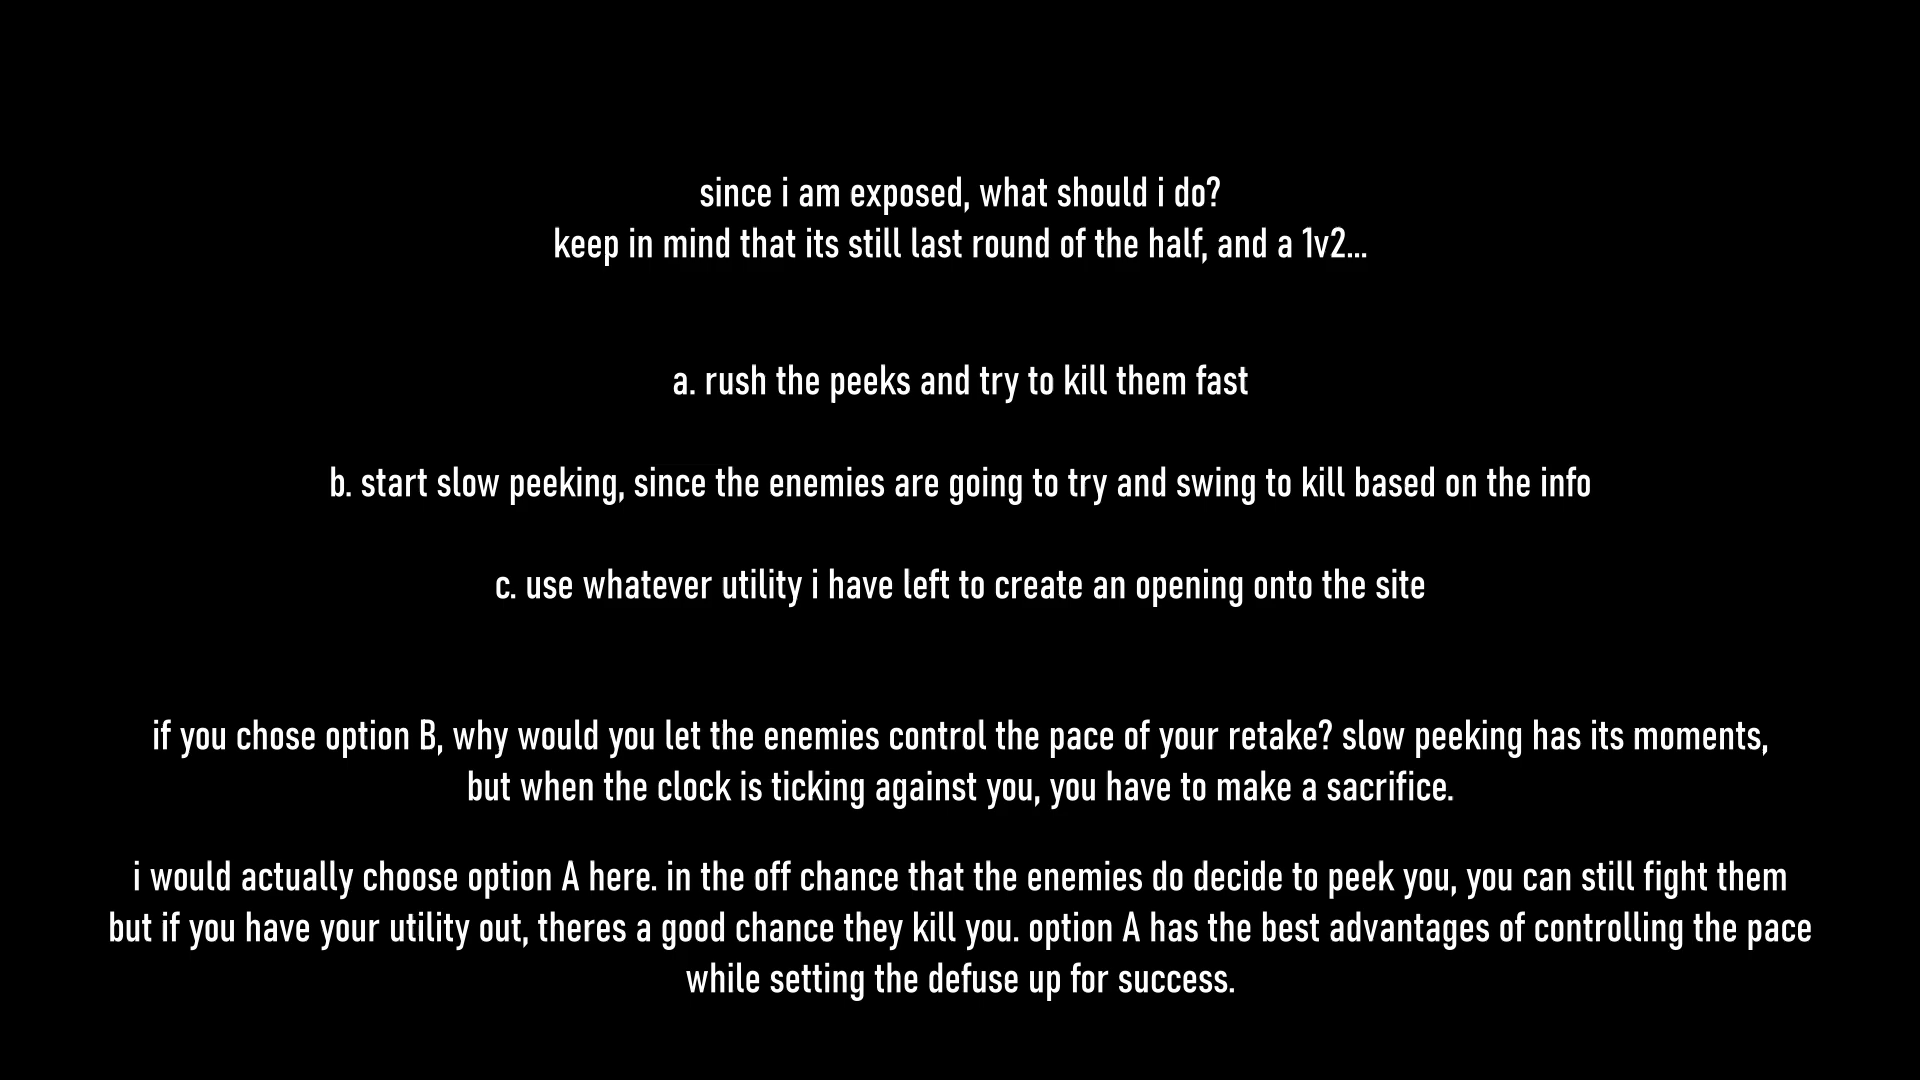 since i am exposed, what should i do?
keep in mind that its still last round of the half, and a 1v2...
a. rush the peeks and try to kill them fast
b. start slow peeking, since the enemies are going to try and swing to kill based on the info
c. use whatever utility i have left to create an opening onto the site
if you chose option B, why would you let the enemies control the pace of your retake? slow peeking has its moments,
but when the clock is ticking against you, you have to make a sacrifice.
i would actually choose option A here. in the off chance that the enemies do decide to peek you, you can still fight them
but if you have your utility out, theres a good chance they kill you. option A has the best advantages of controlling the pace
while setting the defuse up for success.